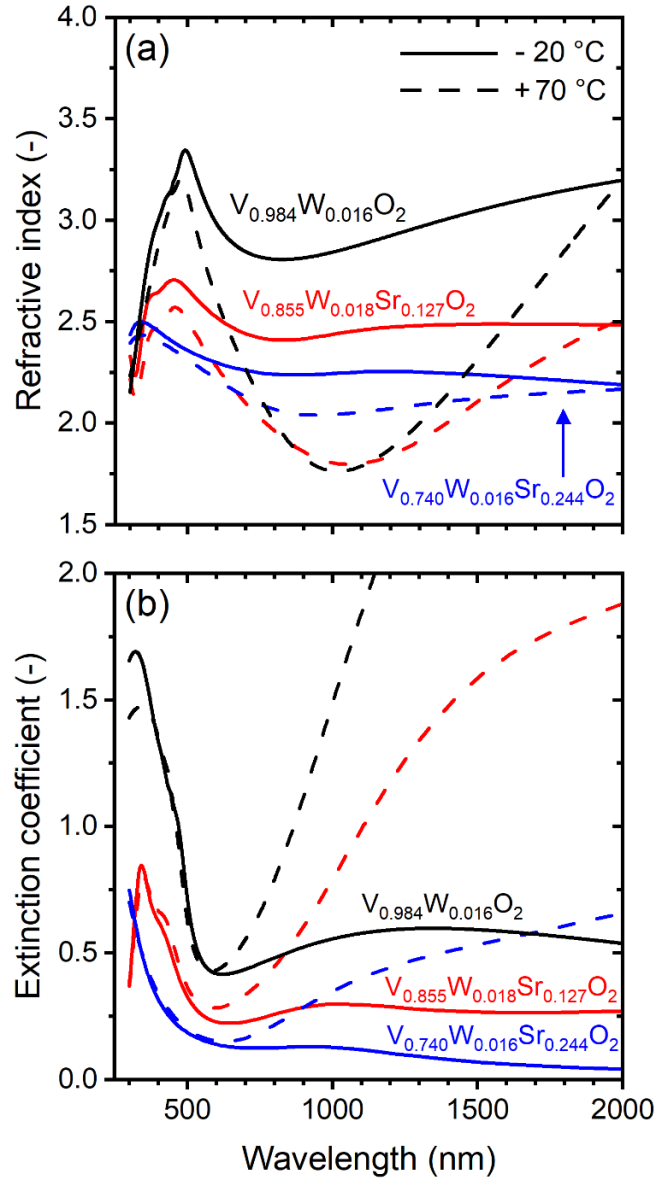 (a)
- 20 °C
+ 70 °C
4.0
3.5
3.0
2.5
2.0
1.5
Refractive index (-)
V0.984W0.016O2
V0.855W0.018Sr0.127O2
V0.740W0.016Sr0.244O2
(b)
2.0
1.5
1.0
0.5
0.0
Extinction coefficient (-)
V0.984W0.016O2
V0.855W0.018Sr0.127O2
V0.740W0.016Sr0.244O2
500 1000 1500 2000
Wavelength (nm)